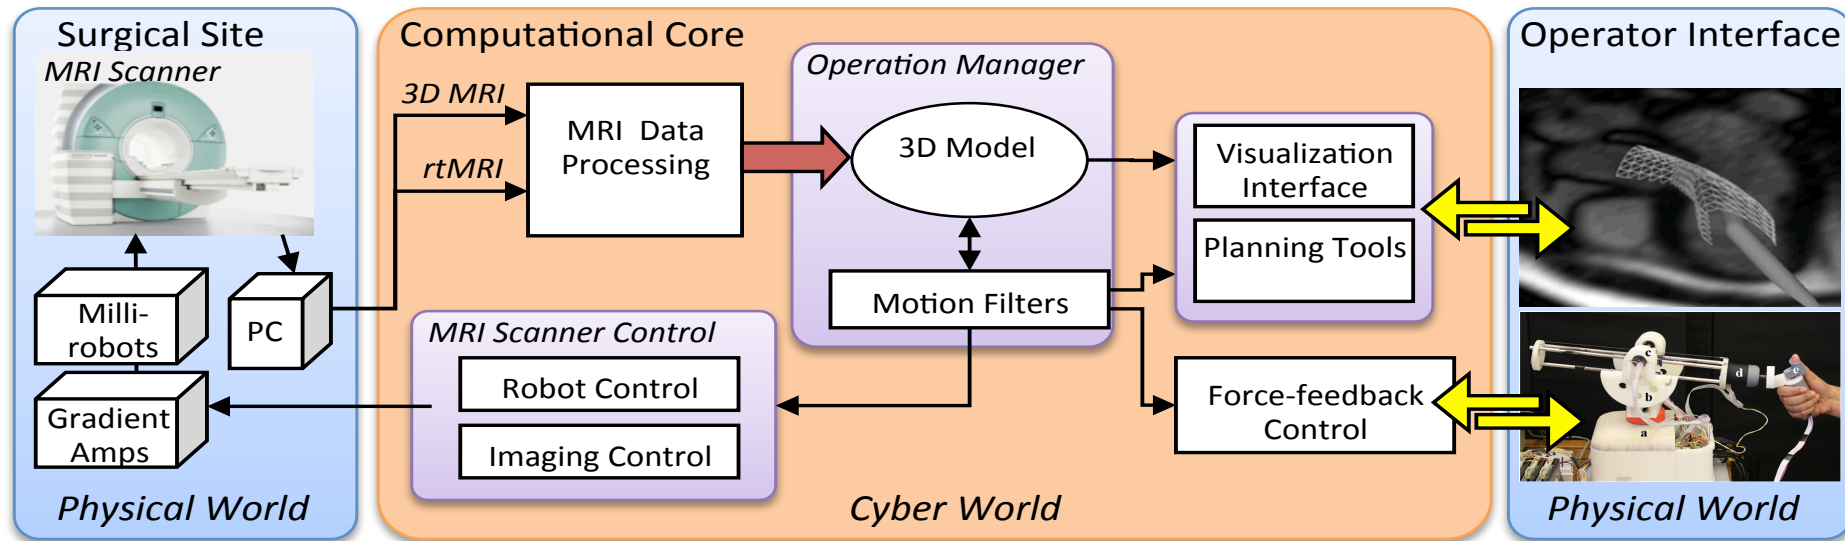 Surgical Site
MRI Scanner
Milli-
robots
PC
Gradient
Amps
Physical World
Computational Core
3D MRI
rtMRI
MRI  Data
Processing
Operation Manager
3D Model
Motion Filters
Visualization
Interface
Planning Tools
MRI Scanner Control
Robot Control
Imaging Control
Force-feedback
Control
Cyber World
Operator Interface
c
d
e
b
a
Physical World